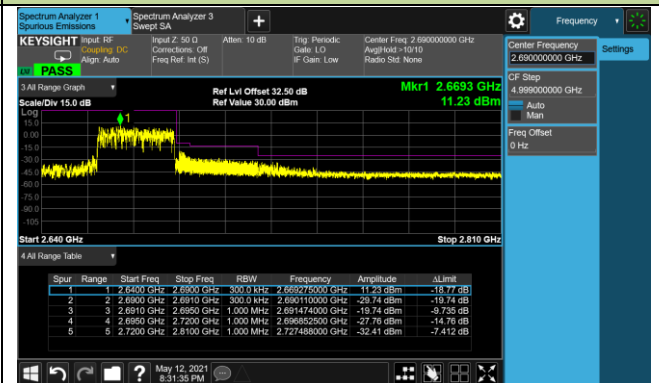 Spectrum Analyzer 1
Spurious Emissions
Spectrum Analyzer 3
Swept SA
+
Frequency
KEYSIGHT
Input: RF
Coupling: DC
Align: Auto
Input Z: 50 Ω
Corrections: Off
Freq Ref: Int (S)
Atten: 10 dB
Trig: Periodic
Gate: LO
IF Gain: Low
Center Freq: 2.690000000 GHz
Avg|Hold:>10/10
Radio Std: None
PASS
Center Frequency
2.690000000 GHz
Settings
CF Step
4.999000000 GHz
Auto
Man
Freq Offset
0 Hz
3 All Range Graph
Scale/Div 15.0 dB
Ref Lvl Offset 32.50 dB
Ref Value 30.00 dBm
Mkr1 2.6693 GHz
11.23 dBm
Log
15.0
0.00
-15.0
-30.0
-45.0
-60.0
-75.0
-90.0
-105
1
Start 2.640 GHz
Stop 2.810 GHz
4 All Range Table
Spur Range Start Freq Stop Freq RBW Frequency Amplitude ΔLimit
1 1 2.6400 GHz 2.6900 GHz 300.0 kHz 2.669275000 GHz 11.23 dBm -18.77 dB
2 2 2.6900 GHz 2.6910 GHz 300.0 kHz 2.690110000 GHz -29.74 dBm -19.74 dB
3 3 2.6910 GHz 2.6950 GHz 1.000 MHz 2.691474000 GHz -19.74 dBm -9.735 dB
4 4 2.6950 GHz 2.7200 GHz 1.000 MHz 2.696852500 GHz -27.76 dBm -14.76 dB
5 5 2.7200 GHz 2.8100 GHz 1.000 MHz 2.727488000 GHz -32.41 dBm -7.412 dB
?
May 12, 2021
8:31:35 PM